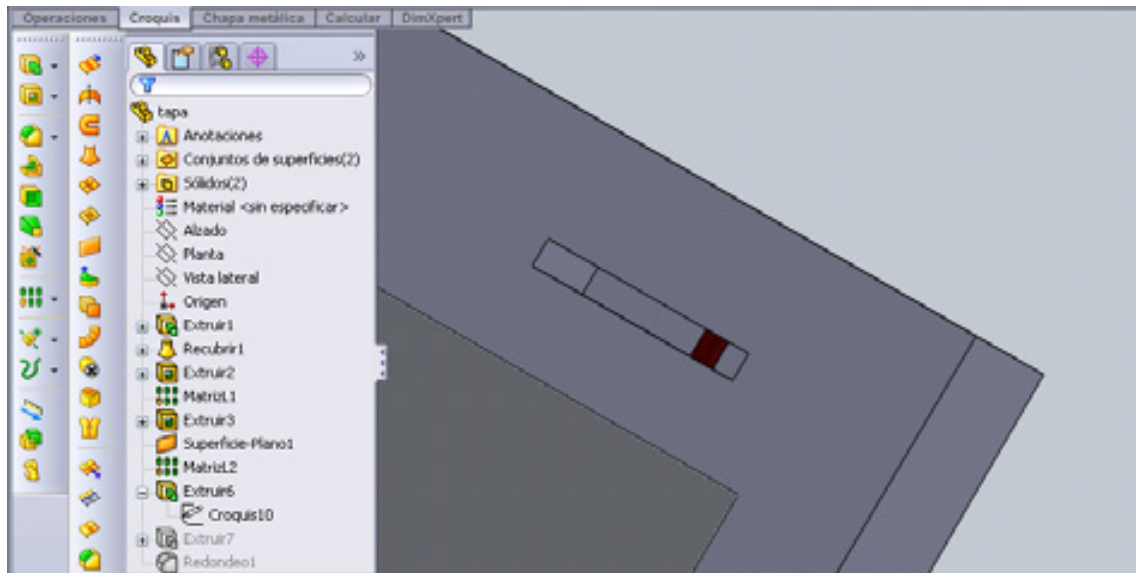 Operaciones Croquis Chapa metálica Calcular DimXpert
tapa
Anotaciones
Conjuntos de superficies(2)
Sólidos(2)
Material <sin especificar>
Alzado
Planta
Vista lateral
Origen
Extruir1
Recubrir1
Extruir2
MatrizL1
Extruir3
Superficie-Plano1
MatrizL2
Extruir6
Croquis10
Extruir7
Redondeo1